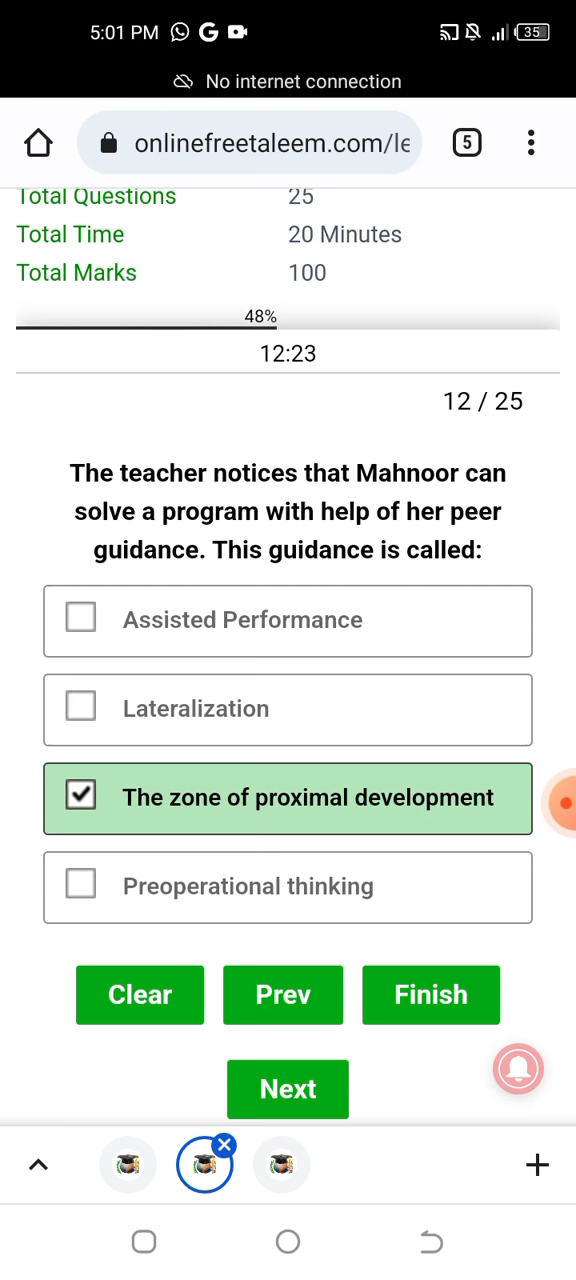 5:01 PM
35
No internet connection
onlinefreetaleem.com/le
5
Total Questions 25
Total Time 20 Minutes
Total Marks 100
48%
12:23
12 / 25
The teacher notices that Mahnoor can
solve a program with help of her peer
guidance. This guidance is called:
Assisted Performance
Lateralization
The zone of proximal development
Preoperational thinking
Clear Prev Finish
Next